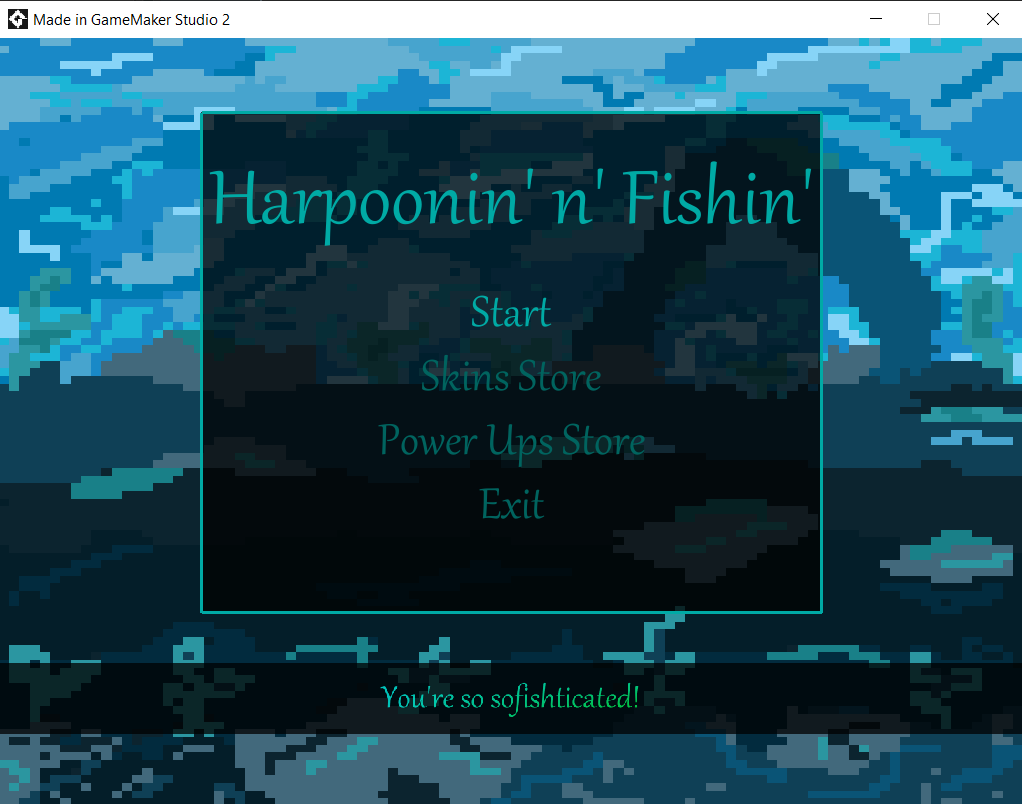 Made in GameMaker Studio 2
Harpoonin' n' Fishin'
Start
Skins Store
Power Ups Store
Exit
You're so sofishticated!